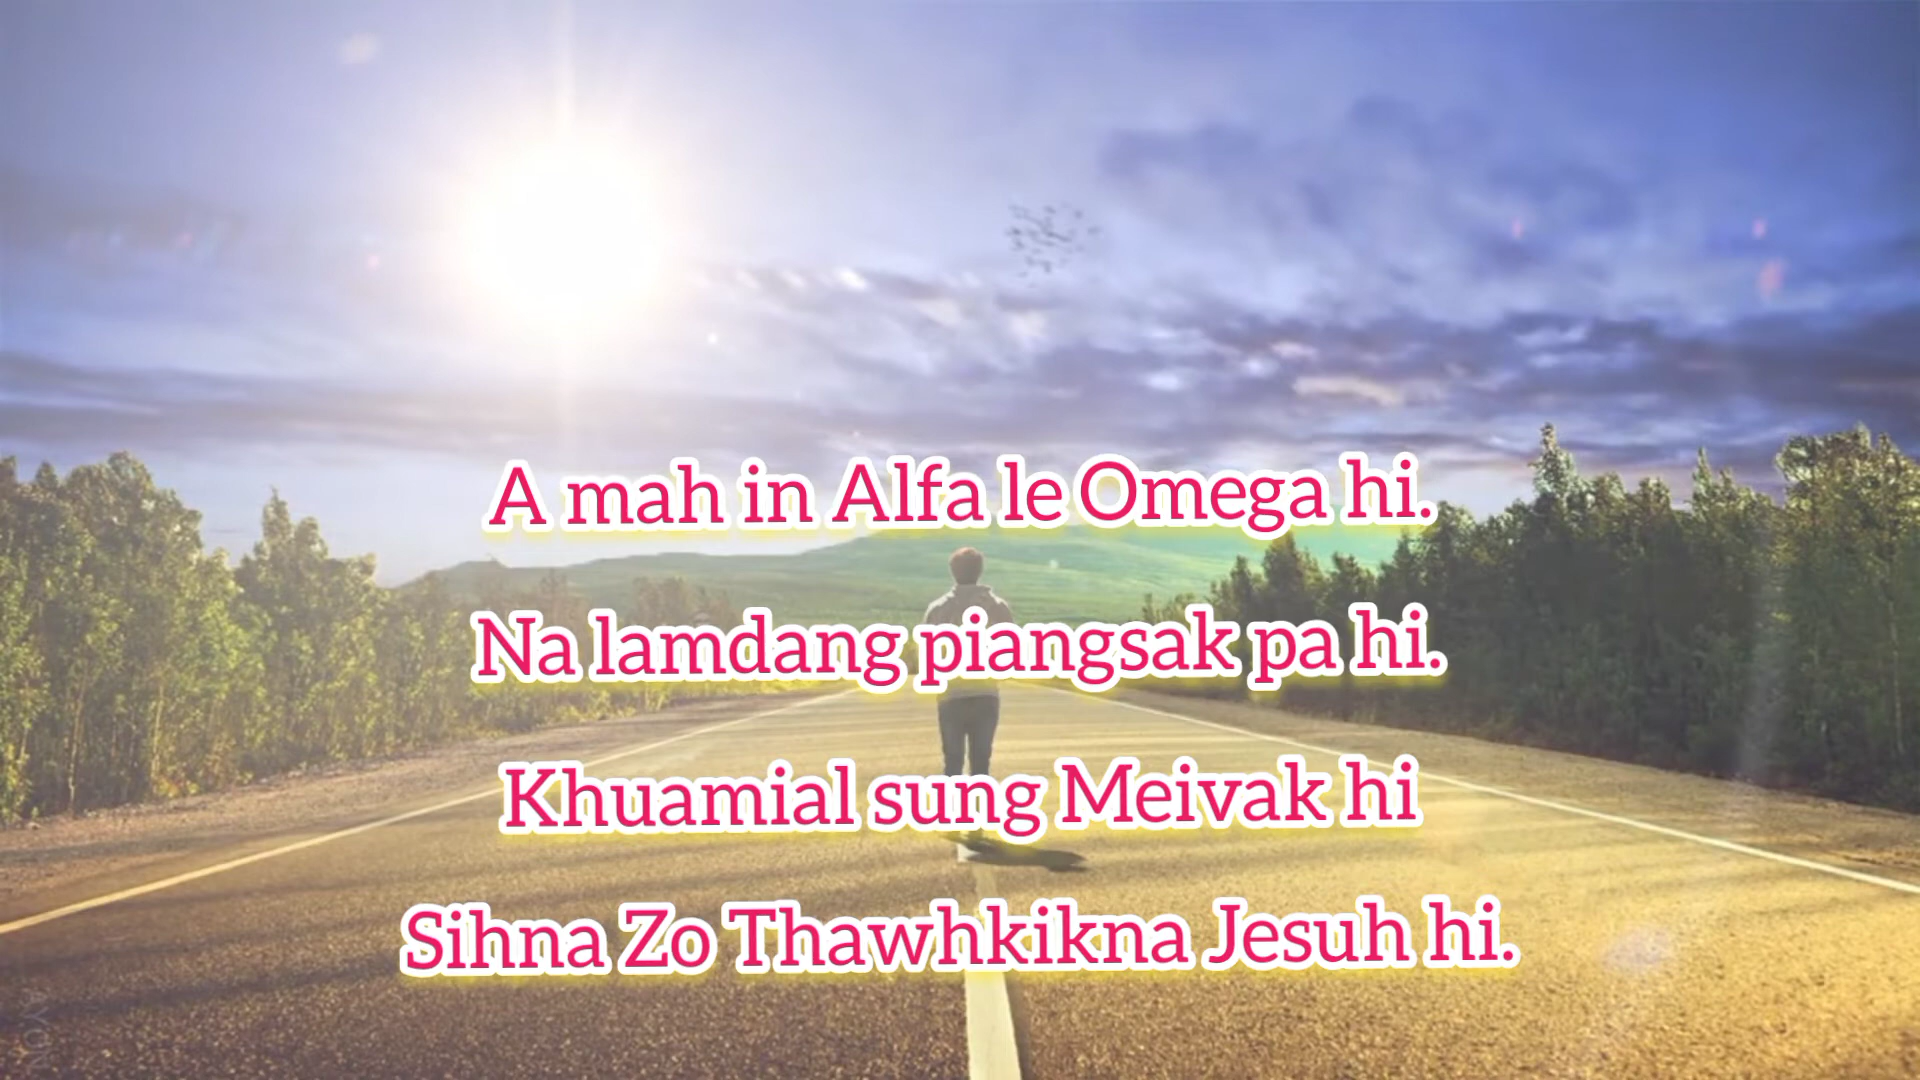 A mah in Alfa le Omega hi.
Na lamdang piangsak pa hi.
Khuamial sung Meivak hi
Sihna Zo Thawhkikna Jesuh hi.